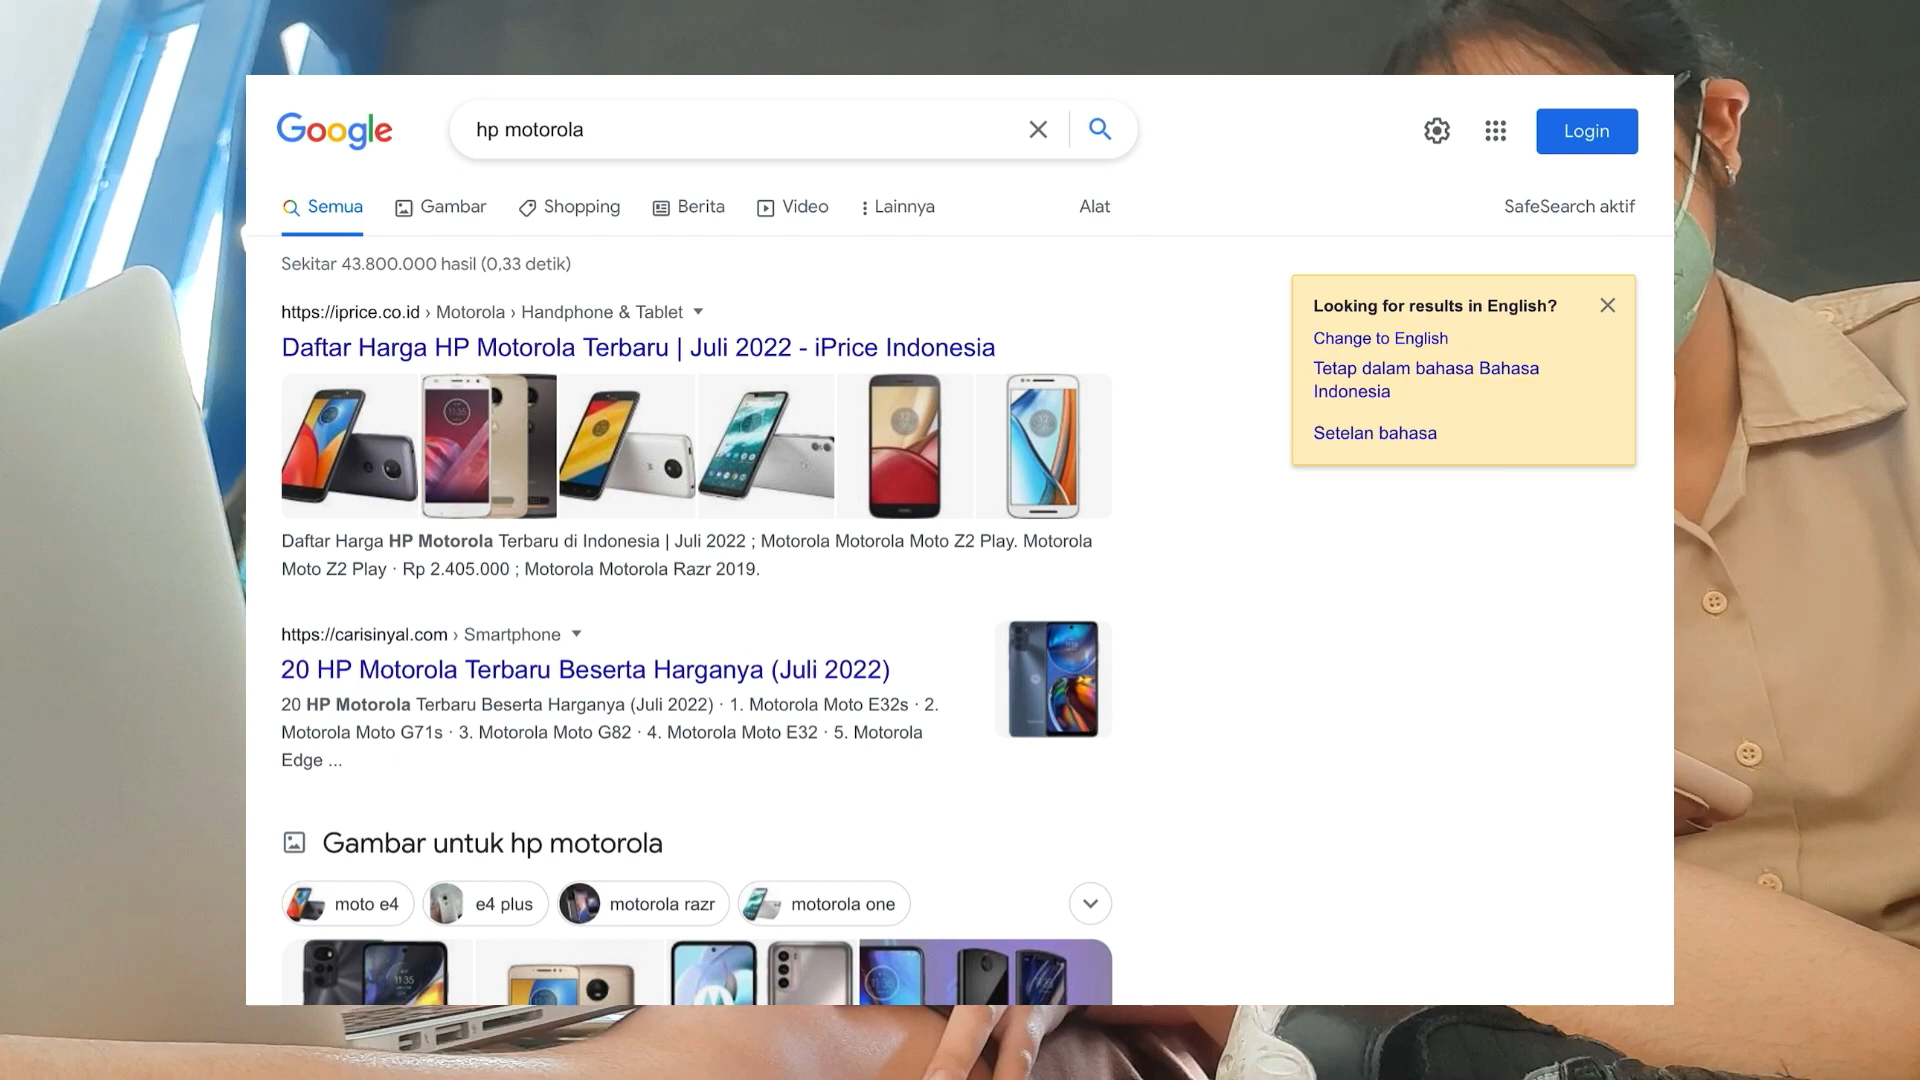 Google
hp motorola
Login
Semua
Gambar
Shopping
Berita
Video
Lainnya
Alat
SafeSearch aktif
Sekitar 43.800.000 hasil (0,33 detik)
https://iprice.co.id › Motorola › Handphone & Tablet
Daftar Harga HP Motorola Terbaru | Juli 2022 - iPrice Indonesia
Daftar Harga HP Motorola Terbaru di Indonesia | Juli 2022 ; Motorola Motorola Moto Z2 Play. Motorola
Moto Z2 Play · Rp 2.405.000 ; Motorola Motorola Razr 2019.
https://carisinyal.com › Smartphone
20 HP Motorola Terbaru Beserta Harganya (Juli 2022)
20 HP Motorola Terbaru Beserta Harganya (Juli 2022) · 1. Motorola Moto E32s · 2.
Motorola Moto G71s · 3. Motorola Moto G82 · 4. Motorola Moto E32 · 5. Motorola
Edge ...
Gambar untuk hp motorola
moto e4
e4 plus
motorola razr
motorola one
Looking for results in English?
Change to English
Tetap dalam bahasa Bahasa
Indonesia
Setelan bahasa